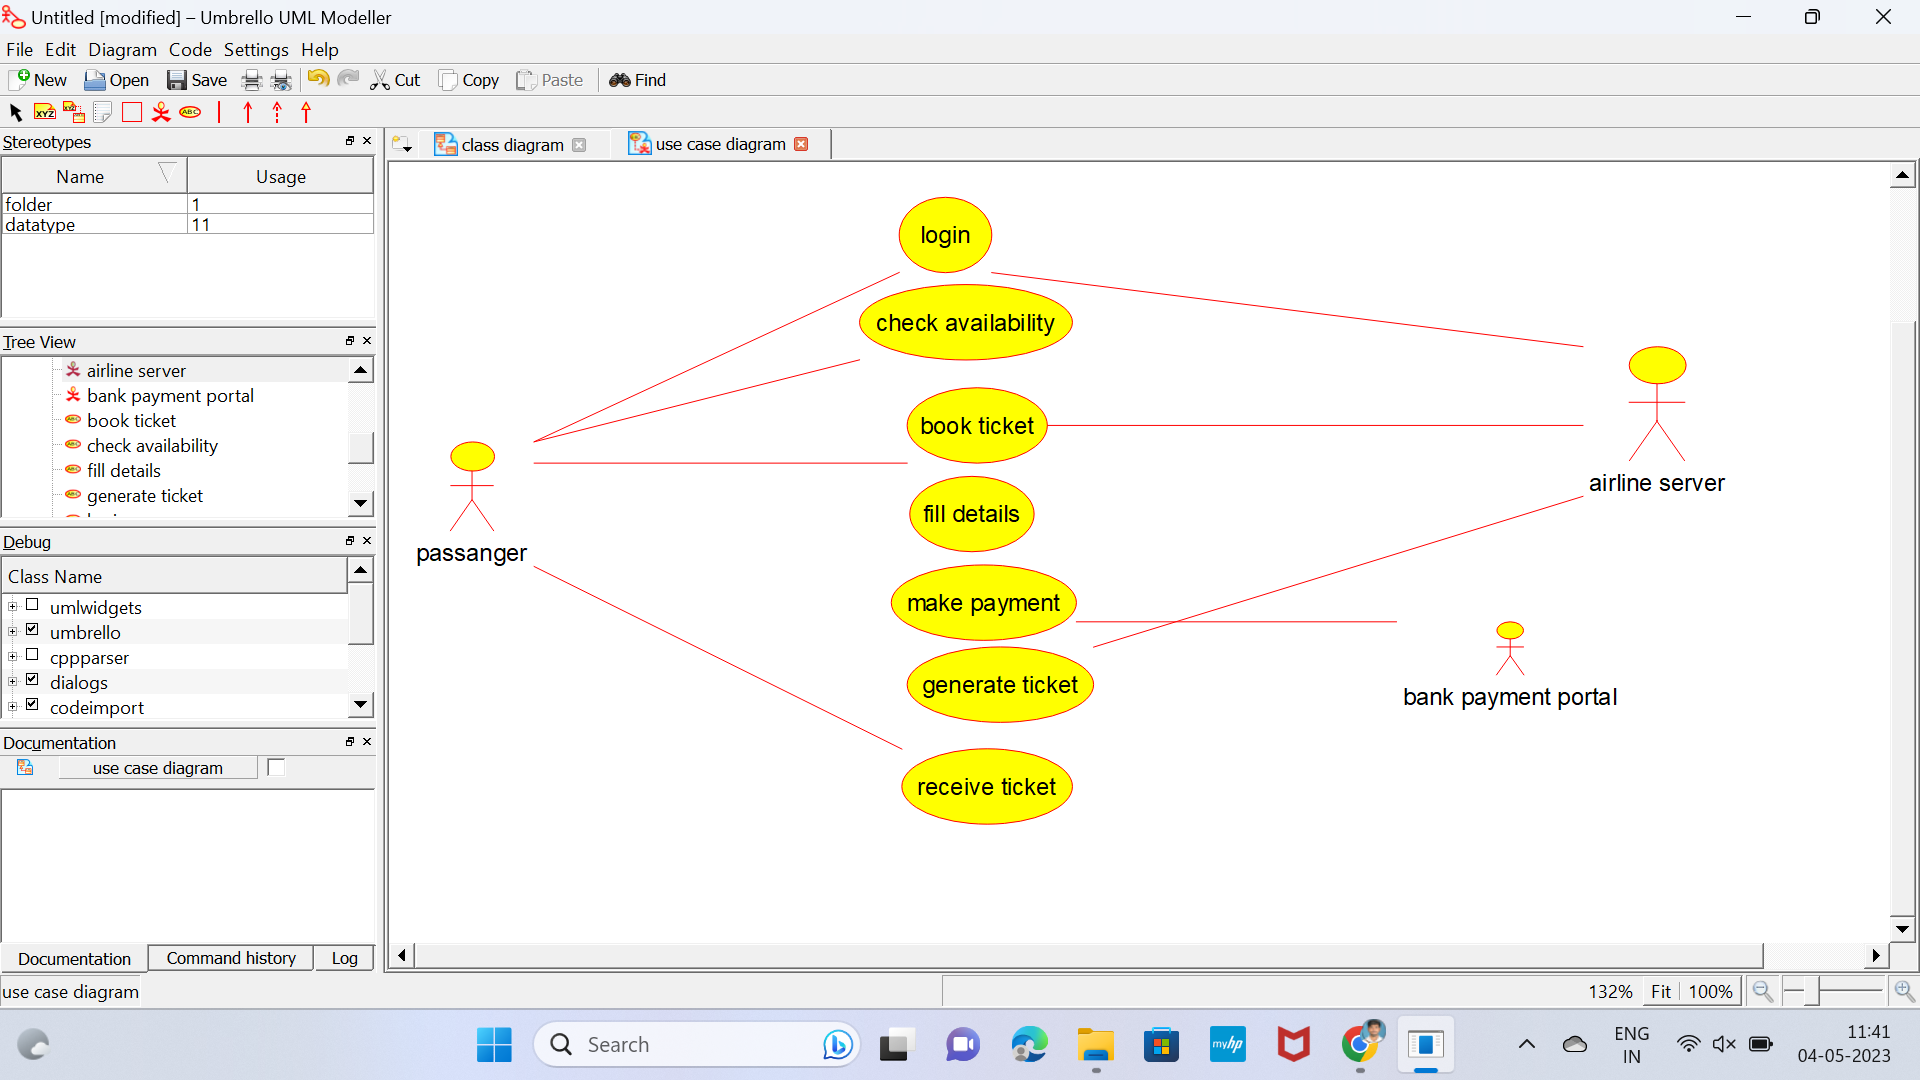 Untitled [modified] – Umbrello UML Modeller
File Edit Diagram Code Settings Help
New Open Save Cut Copy Paste Find
XYZ XYZ ABC
Stereotypes
Name Usage
folder 1
datatype 11
Tree View
airline server
bank payment portal
book ticket
check availability
fill details
generate ticket
Debug
Class Name
umlwidgets
umbrello
cppparser
dialogs
codeimport
Documentation
use case diagram
Documentation Command history Log
class diagram use case diagram
login
check availability
book ticket
fill details
make payment
generate ticket
receive ticket
passanger
airline server
bank payment portal
use case diagram
132% Fit 100%
Search
myhp
ENG
IN
11:41
04-05-2023